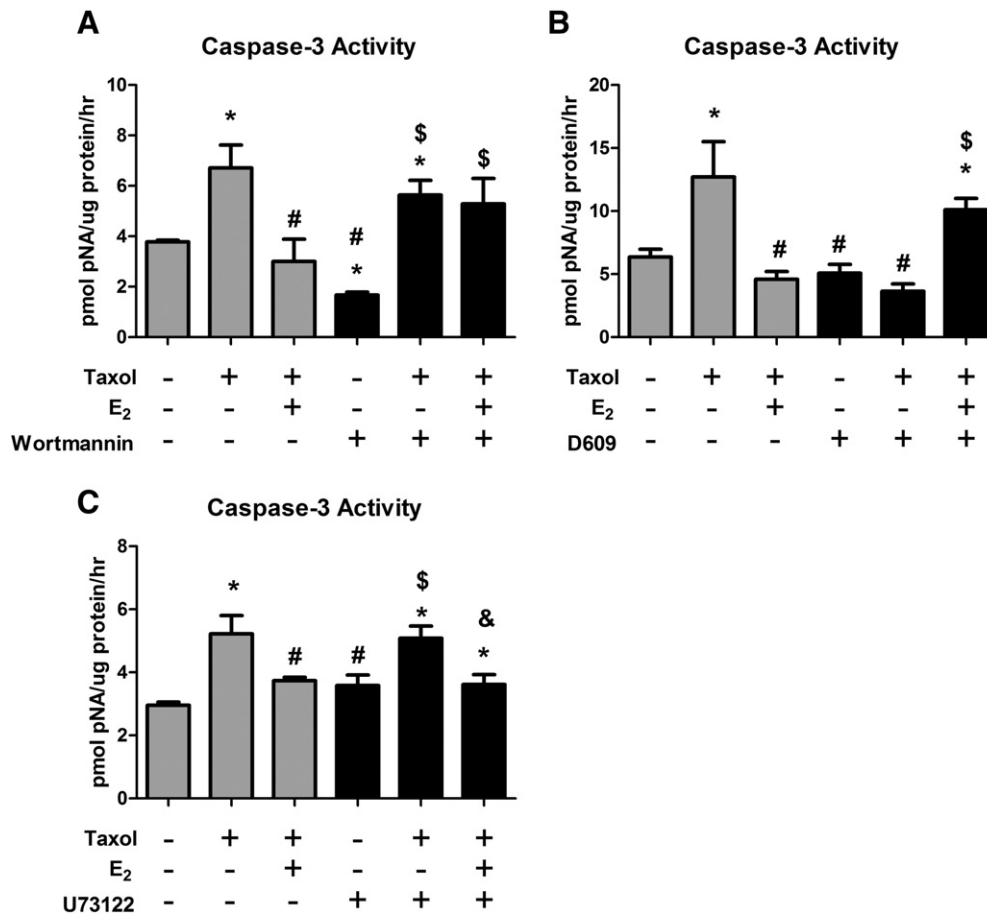 A
Caspase-3 Activity
pmol pNA/ug protein/hr
10
8
6
4
2
0
*
#
#
*
$
*
$
Taxol - + + - + +
E2 - - + - - +
Wortmannin - - - + + +
B
Caspase-3 Activity
pmol pNA/ug protein/hr
20
15
10
5
0
*
#
#
#
$
*
Taxol - + + - + +
E2 - - + - - +
D609 - - - + + +
C
Caspase-3 Activity
pmol pNA/ug protein/hr
8
6
4
2
0
*
#
#
$
*
&
*
Taxol - + + - + +
E2 - - + - - +
U73122 - - - + + +